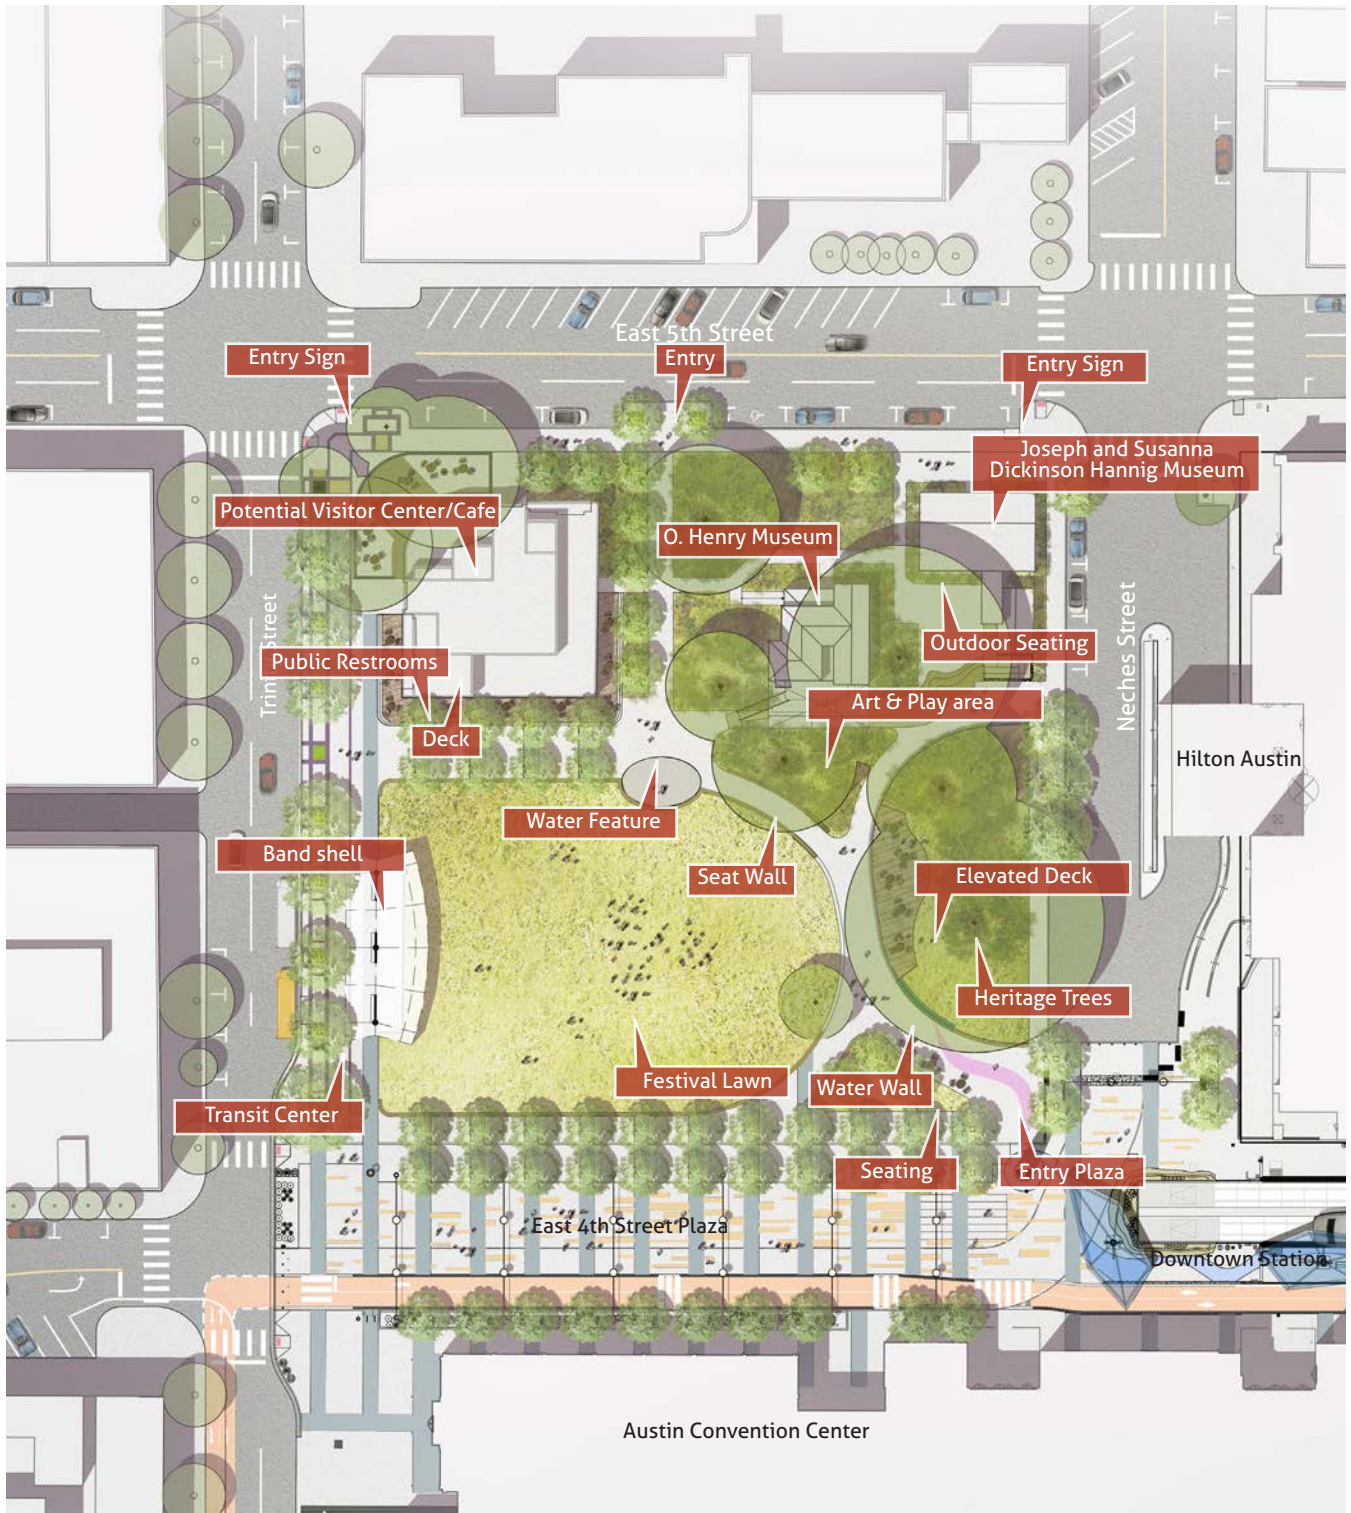 East 5th Street
Entry Sign
Entry
Entry Sign
Joseph and Susanna
Dickinson Hannig Museum
Potential Visitor Center/Cafe
O. Henry Museum
Trinity Street
Neches Street
Outdoor Seating
Public Restrooms
Art & Play area
Deck
Hilton Austin
Water Feature
Band shell
Seat Wall
Elevated Deck
Heritage Trees
Festival Lawn
Water Wall
Transit Center
Seating
Entry Plaza
East 4th Street Plaza
Downtown Station
Austin Convention Center